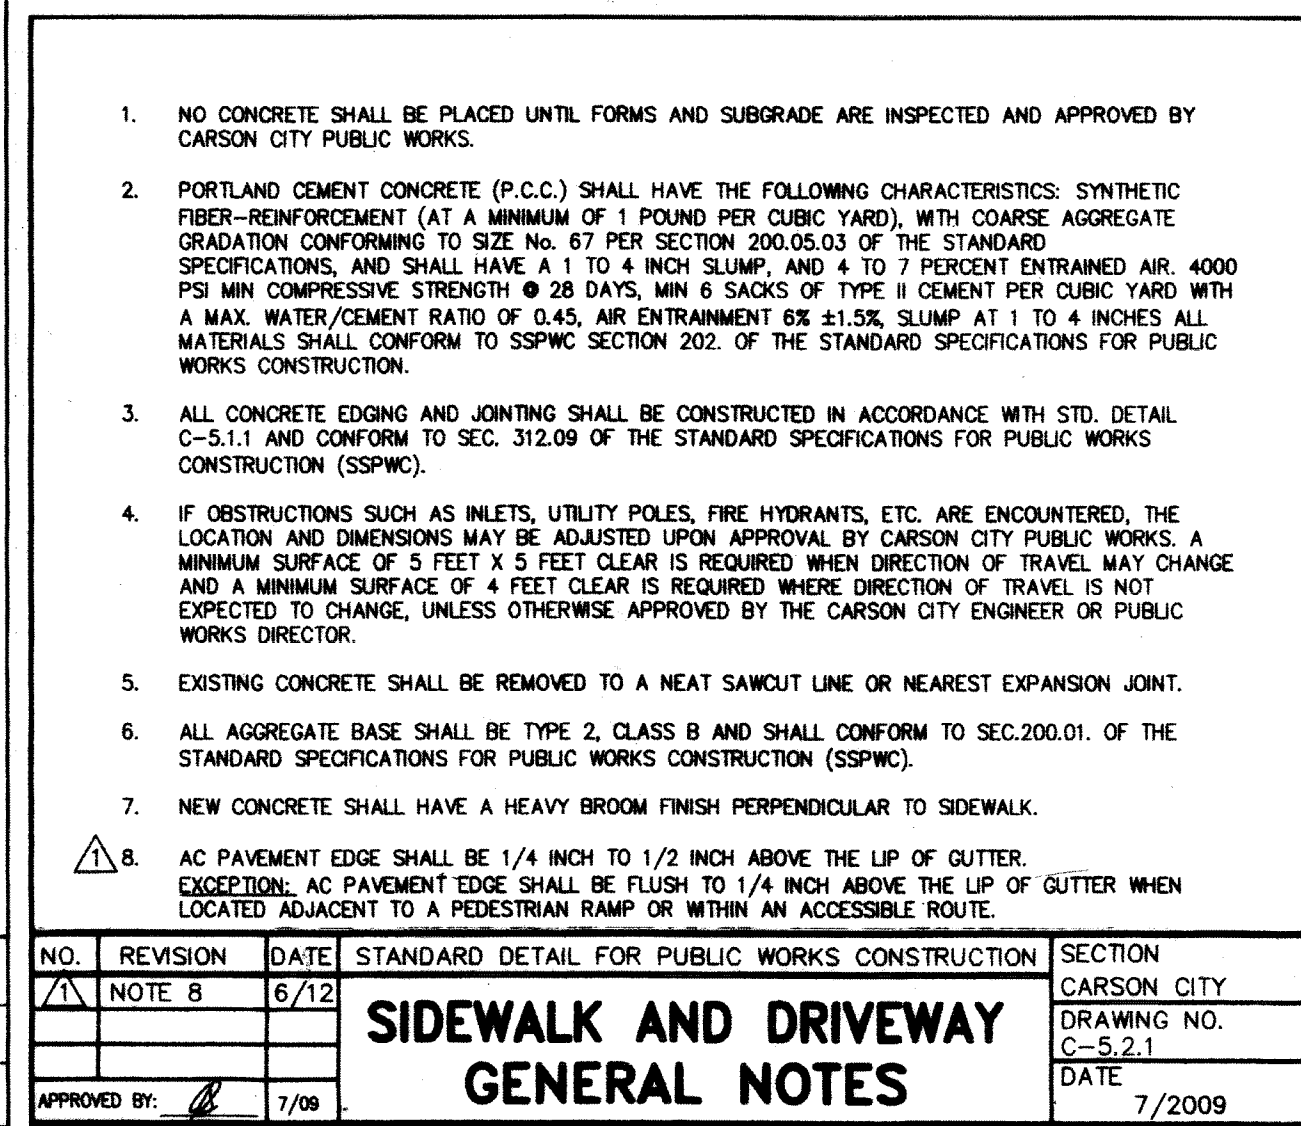 1. NO CONCRETE SHALL BE PLACED UNTIL FORMS AND SUBGRADE ARE INSPECTED AND APPROVED BY
CARSON CITY PUBLIC WORKS.
2. PORTLAND CEMENT CONCRETE (P.C.C.) SHALL HAVE THE FOLLOWING CHARACTERISTICS: SYNTHETIC
FIBER-REINFORCEMENT (AT A MINIMUM OF 1 POUND PER CUBIC YARD), WITH COARSE AGGREGATE
GRADATION CONFORMING TO SIZE No. 67 PER SECTION 200.05.03 OF THE STANDARD
SPECIFICATIONS, AND SHALL HAVE A 1 TO 4 INCH SLUMP, AND 4 TO 7 PERCENT ENTRAINED AIR. 4000
PSI MIN COMPRESSIVE STRENGTH @ 28 DAYS, MIN 6 SACKS OF TYPE II CEMENT PER CUBIC YARD WITH
A MAX. WATER/CEMENT RATIO OF 0.45, AIR ENTRAINMENT 6% ±1.5%, SLUMP AT 1 TO 4 INCHES ALL
MATERIALS SHALL CONFORM TO SSPWC SECTION 202. OF THE STANDARD SPECIFICATIONS FOR PUBLIC
WORKS CONSTRUCTION.
3. ALL CONCRETE EDGING AND JOINTING SHALL BE CONSTRUCTED IN ACCORDANCE WITH STD. DETAIL
C-5.1.1 AND CONFORM TO SEC. 312.09 OF THE STANDARD SPECIFICATIONS FOR PUBLIC WORKS
CONSTRUCTION (SSPWC).
4. IF OBSTRUCTIONS SUCH AS INLETS, UTILITY POLES, FIRE HYDRANTS, ETC. ARE ENCOUNTERED, THE
LOCATION AND DIMENSIONS MAY BE ADJUSTED UPON APPROVAL BY CARSON CITY PUBLIC WORKS. A
MINIMUM SURFACE OF 5 FEET X 5 FEET CLEAR IS REQUIRED WHEN DIRECTION OF TRAVEL MAY CHANGE
AND A MINIMUM SURFACE OF 4 FEET CLEAR IS REQUIRED WHERE DIRECTION OF TRAVEL IS NOT
EXPECTED TO CHANGE, UNLESS OTHERWISE APPROVED BY THE CARSON CITY ENGINEER OR PUBLIC
WORKS DIRECTOR.
5. EXISTING CONCRETE SHALL BE REMOVED TO A NEAT SAWCUT LINE OR NEAREST EXPANSION JOINT.
6. ALL AGGREGATE BASE SHALL BE TYPE 2, CLASS B AND SHALL CONFORM TO SEC.200.01. OF THE
STANDARD SPECIFICATIONS FOR PUBLIC WORKS CONSTRUCTION (SSPWC).
7. NEW CONCRETE SHALL HAVE A HEAVY BROOM FINISH PERPENDICULAR TO SIDEWALK.
1 8. AC PAVEMENT EDGE SHALL BE 1/4 INCH TO 1/2 INCH ABOVE THE LIP OF GUTTER.
EXCEPTION: AC PAVEMENT EDGE SHALL BE FLUSH TO 1/4 INCH ABOVE THE LIP OF GUTTER WHEN
LOCATED ADJACENT TO A PEDESTRIAN RAMP OR WITHIN AN ACCESSIBLE ROUTE.
NO. REVISION DATE
1 NOTE 8 6/12
APPROVED BY: 7/09
STANDARD DETAIL FOR PUBLIC WORKS CONSTRUCTION
SIDEWALK AND DRIVEWAY
GENERAL NOTES
SECTION
CARSON CITY
DRAWING NO.
C-5.2.1
DATE
7/2009